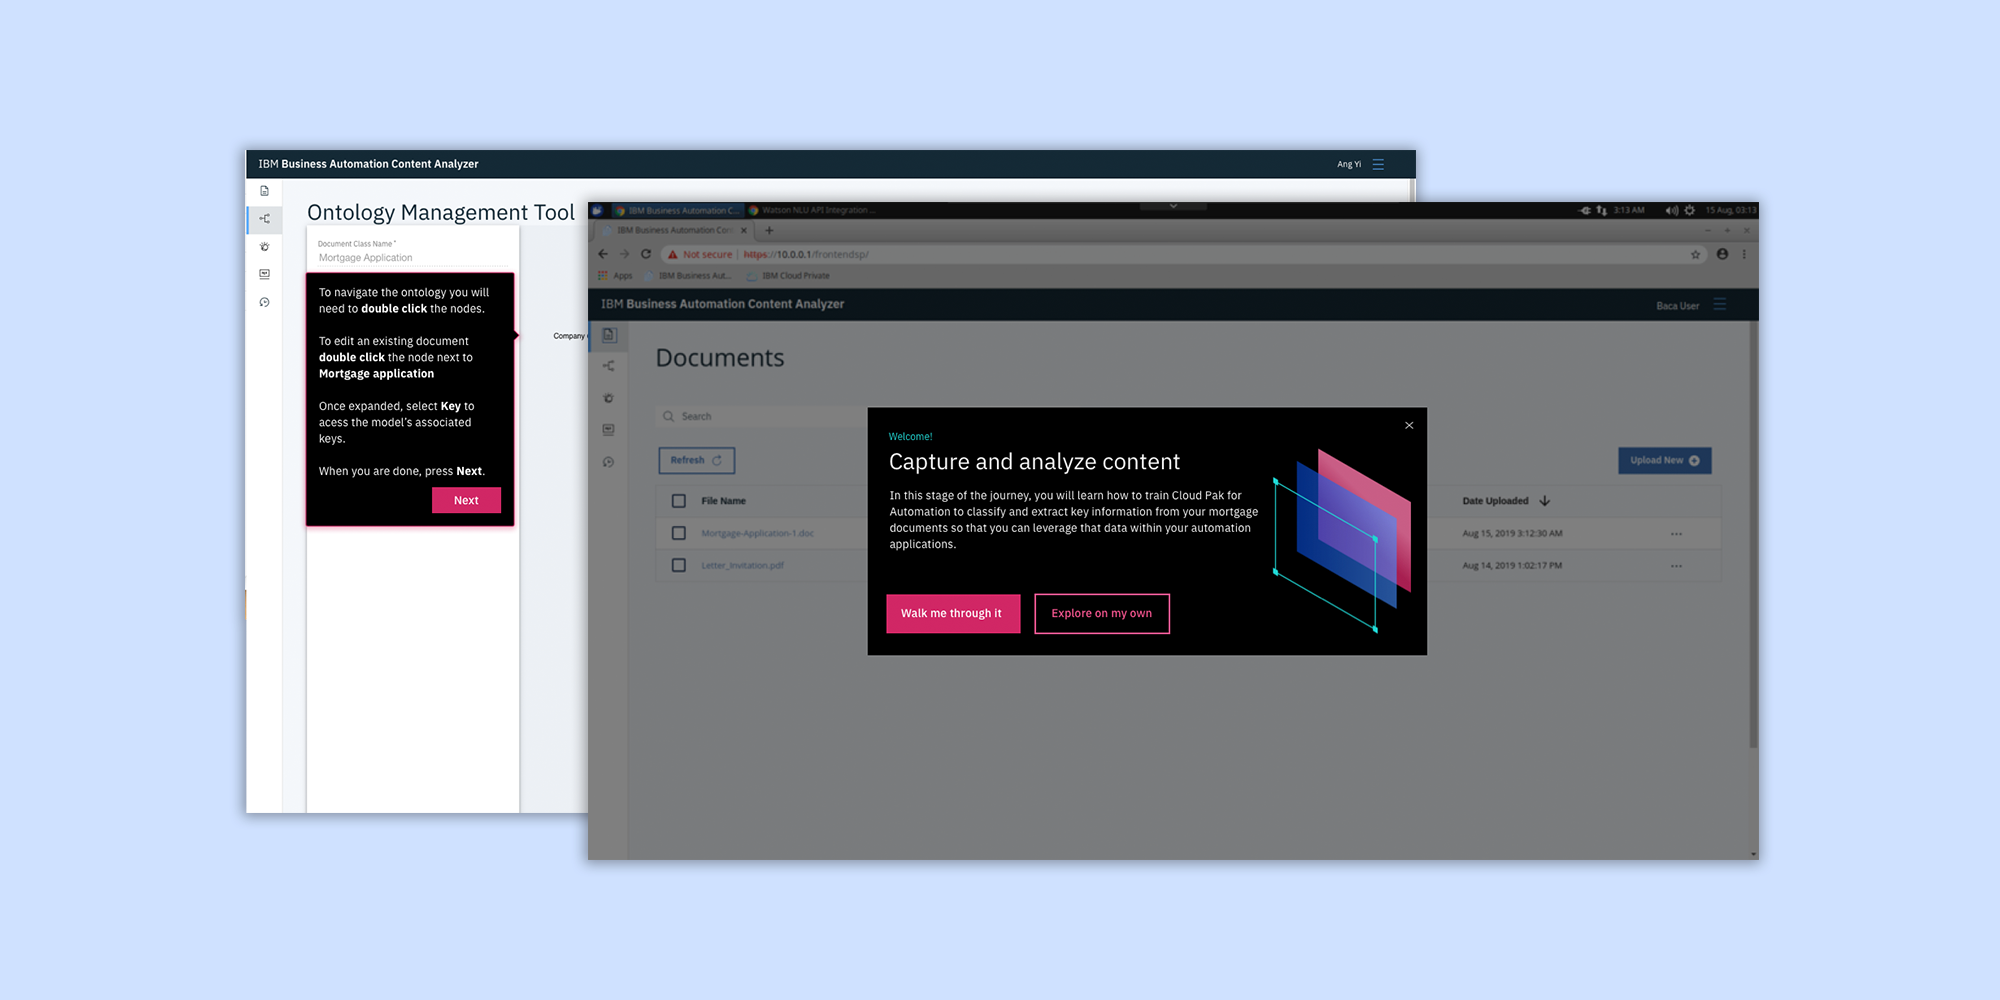 IBM Business Automation Content Analyzer
Ang Yi
Ontology Management Tool
Document Class Name *
Mortgage Application
To navigate the ontology you will
need to double click the nodes.
To edit an existing document
double click the node next to
Mortgage application
Once expanded, select Key to
acess the model's associated
keys.
When you are done, press Next.
Next
Company
IBM Business Automation C...
Watson NLU API Integration ...
3:13 AM
15 Aug, 03:13
IBM Business Automation Con
Not secure | https://10.0.0.1/frontendsp/
Apps
IBM Business Aut...
IBM Cloud Private
IBM Business Automation Content Analyzer
Baca User
Documents
Search
Refresh
Upload New
File Name
Date Uploaded
Mortgage-Application-1.doc
Aug 15, 2019 3:12:30 AM
Letter_Invitation.pdf
Aug 14, 2019 1:02:17 PM
Welcome!
Capture and analyze content
In this stage of the journey, you will learn how to train Cloud Pak for
Automation to classify and extract key information from your mortgage
documents so that you can leverage that data within your automation
applications.
Walk me through it
Explore on my own